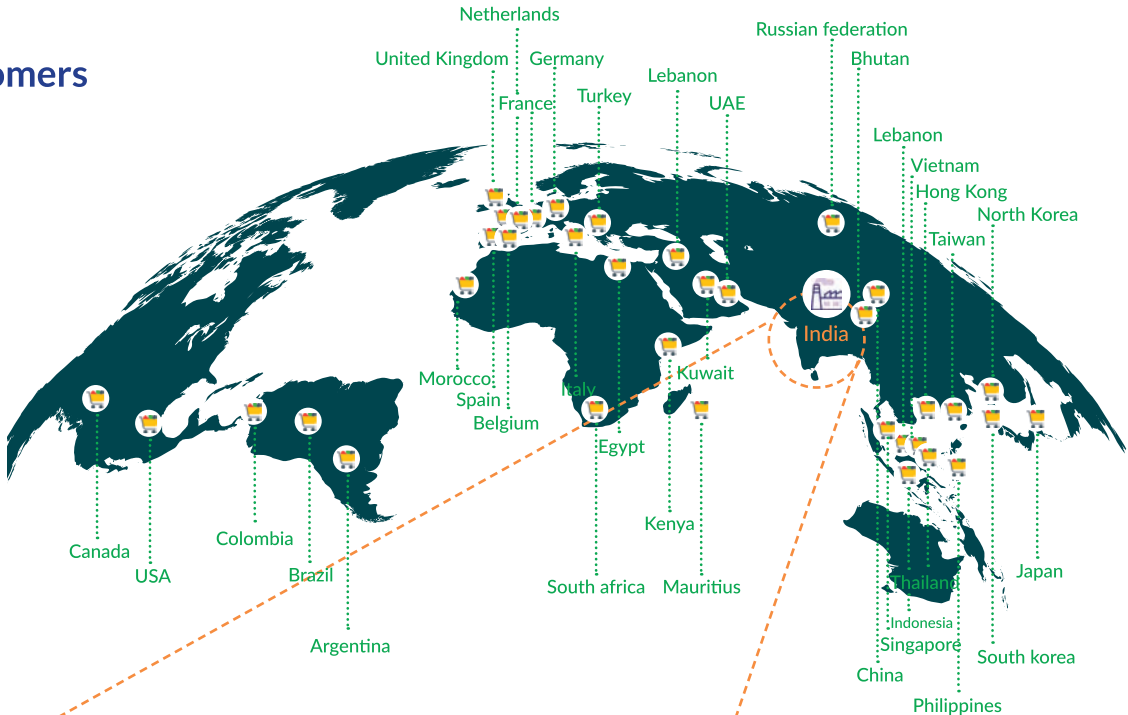 omers
Netherlands
Russian federation
United Kingdom
Germany
Bhutan
Lebanon
Turkey
France
UAE
Lebanon
Vietnam
Hong Kong
North Korea
Taiwan
India
Morocco
Spain
Belgium
Italy
Kuwait
Egypt
Kenya
Canada
USA
Colombia
Brazil
Argentina
South africa
Mauritius
Thailand
Japan
Indonesia
Singapore
South korea
China
Philippines